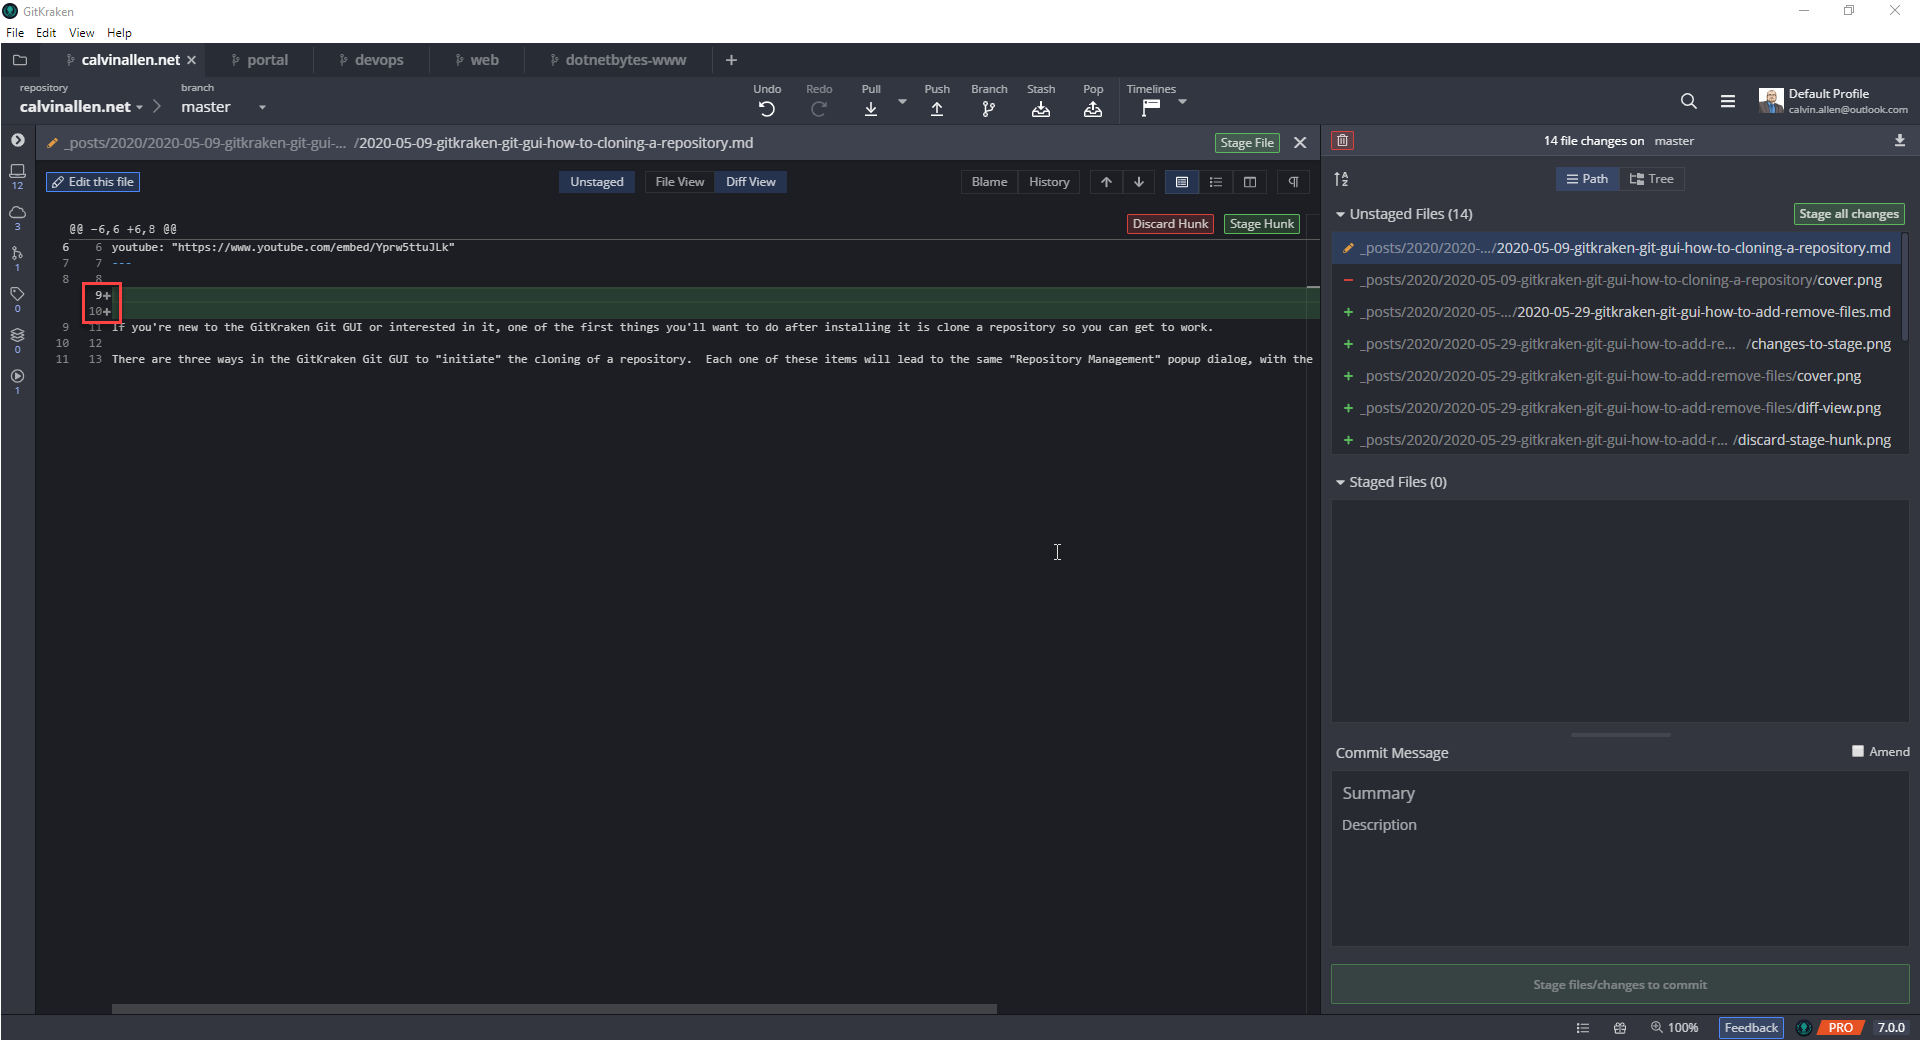 GitKraken
File Edit View Help
calvinallen.net portal devops web dotnetbytes-www
repository branch
calvinallen.net master
Undo Redo Pull Push Branch Stash Pop Timelines
Default Profile
calvin.allen@outlook.com
_posts/2020/2020-05-09-gitkraken-git-gui-... /2020-05-09-gitkraken-git-gui-how-to-cloning-a-repository.md Stage File
Edit this file Unstaged File View Diff View Blame History
12
3
1
0
0
1
Discard Hunk Stage Hunk
@@ -6,6 +6,8 @@
6 6 youtube: "https://www.youtube.com/embed/Yprw5ttuJLk"
7 7 ---
8 8
9+
10+
9 11 If you're new to the GitKraken Git GUI or interested in it, one of the first things you'll want to do after installing it is clone a repository so you can get to work.
10 12
11 13 There are three ways in the GitKraken Git GUI to "initiate" the cloning of a repository. Each one of these items will lead to the same "Repository Management" popup dialog, with the
14 file changes on master
Path Tree
Unstaged Files (14) Stage all changes
_posts/2020/2020-.../2020-05-09-gitkraken-git-gui-how-to-cloning-a-repository.md
_posts/2020/2020-05-09-gitkraken-git-gui-how-to-cloning-a-repository/cover.png
_posts/2020/2020-05-.../2020-05-29-gitkraken-git-gui-how-to-add-remove-files.md
_posts/2020/2020-05-29-gitkraken-git-gui-how-to-add-re... /changes-to-stage.png
_posts/2020/2020-05-29-gitkraken-git-gui-how-to-add-remove-files/cover.png
_posts/2020/2020-05-29-gitkraken-git-gui-how-to-add-remove-files/diff-view.png
_posts/2020/2020-05-29-gitkraken-git-gui-how-to-add-r... /discard-stage-hunk.png
Staged Files (0)
Commit Message Amend
Summary
Description
Stage files/changes to commit
100% Feedback PRO 7.0.0